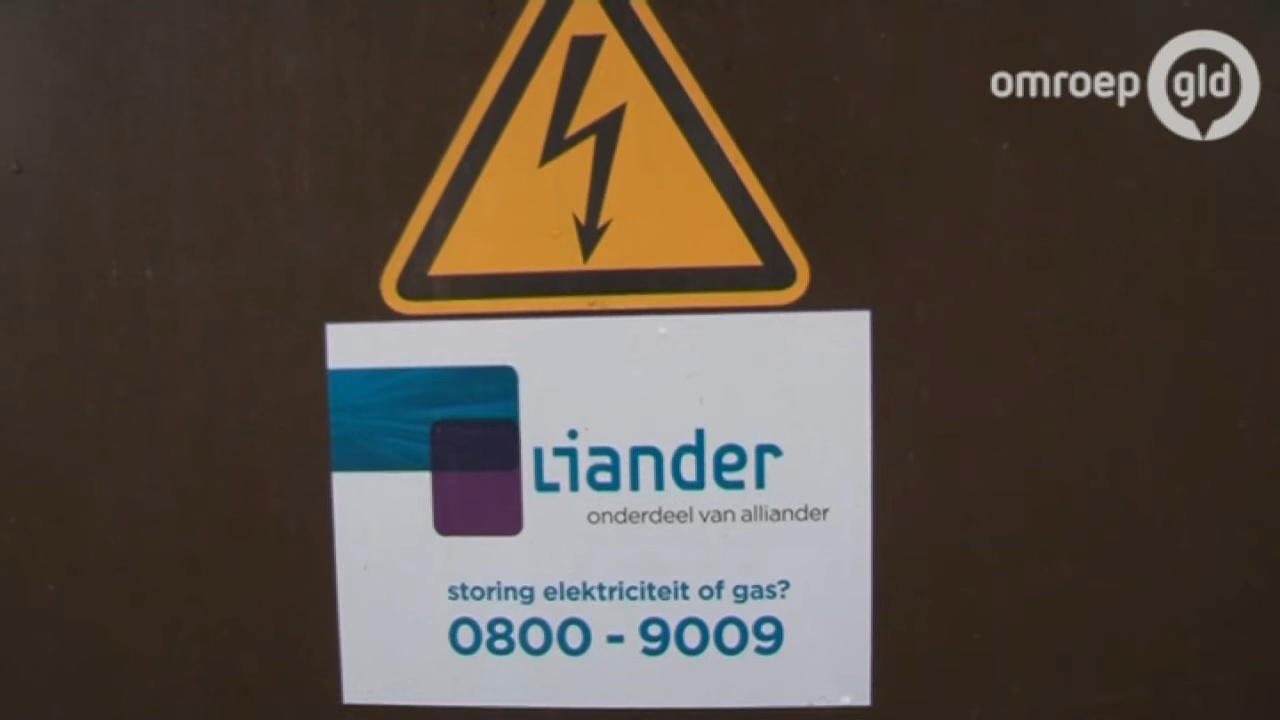 omroep gld
liander
onderdeel van alliander
storing elektriciteit of gas?
0800 - 9009